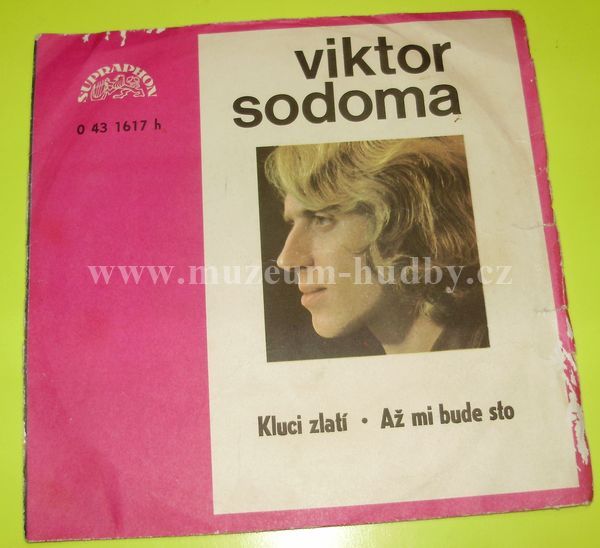 SUPRAPHON
0 43 1617 h
viktor
sodoma
www.muzeum-hudby.cz
Kluci zlatí • Až mi bude sto